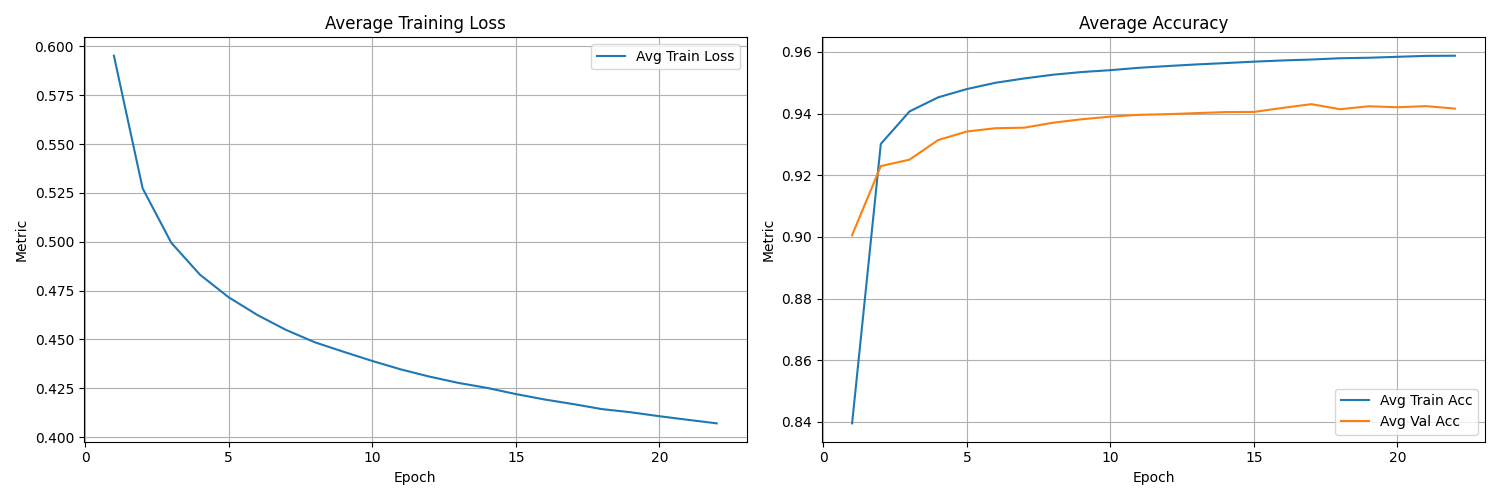 Average Training Loss
0.600
0.575
0.550
0.525
0.500
0.475
0.450
0.425
0.400
Metric
Avg Train Loss
0
5
10
15
20
Epoch
Average Accuracy
0.96
0.94
0.92
0.90
0.88
0.86
0.84
Metric
Avg Train Acc
Avg Val Acc
0
5
10
15
20
Epoch